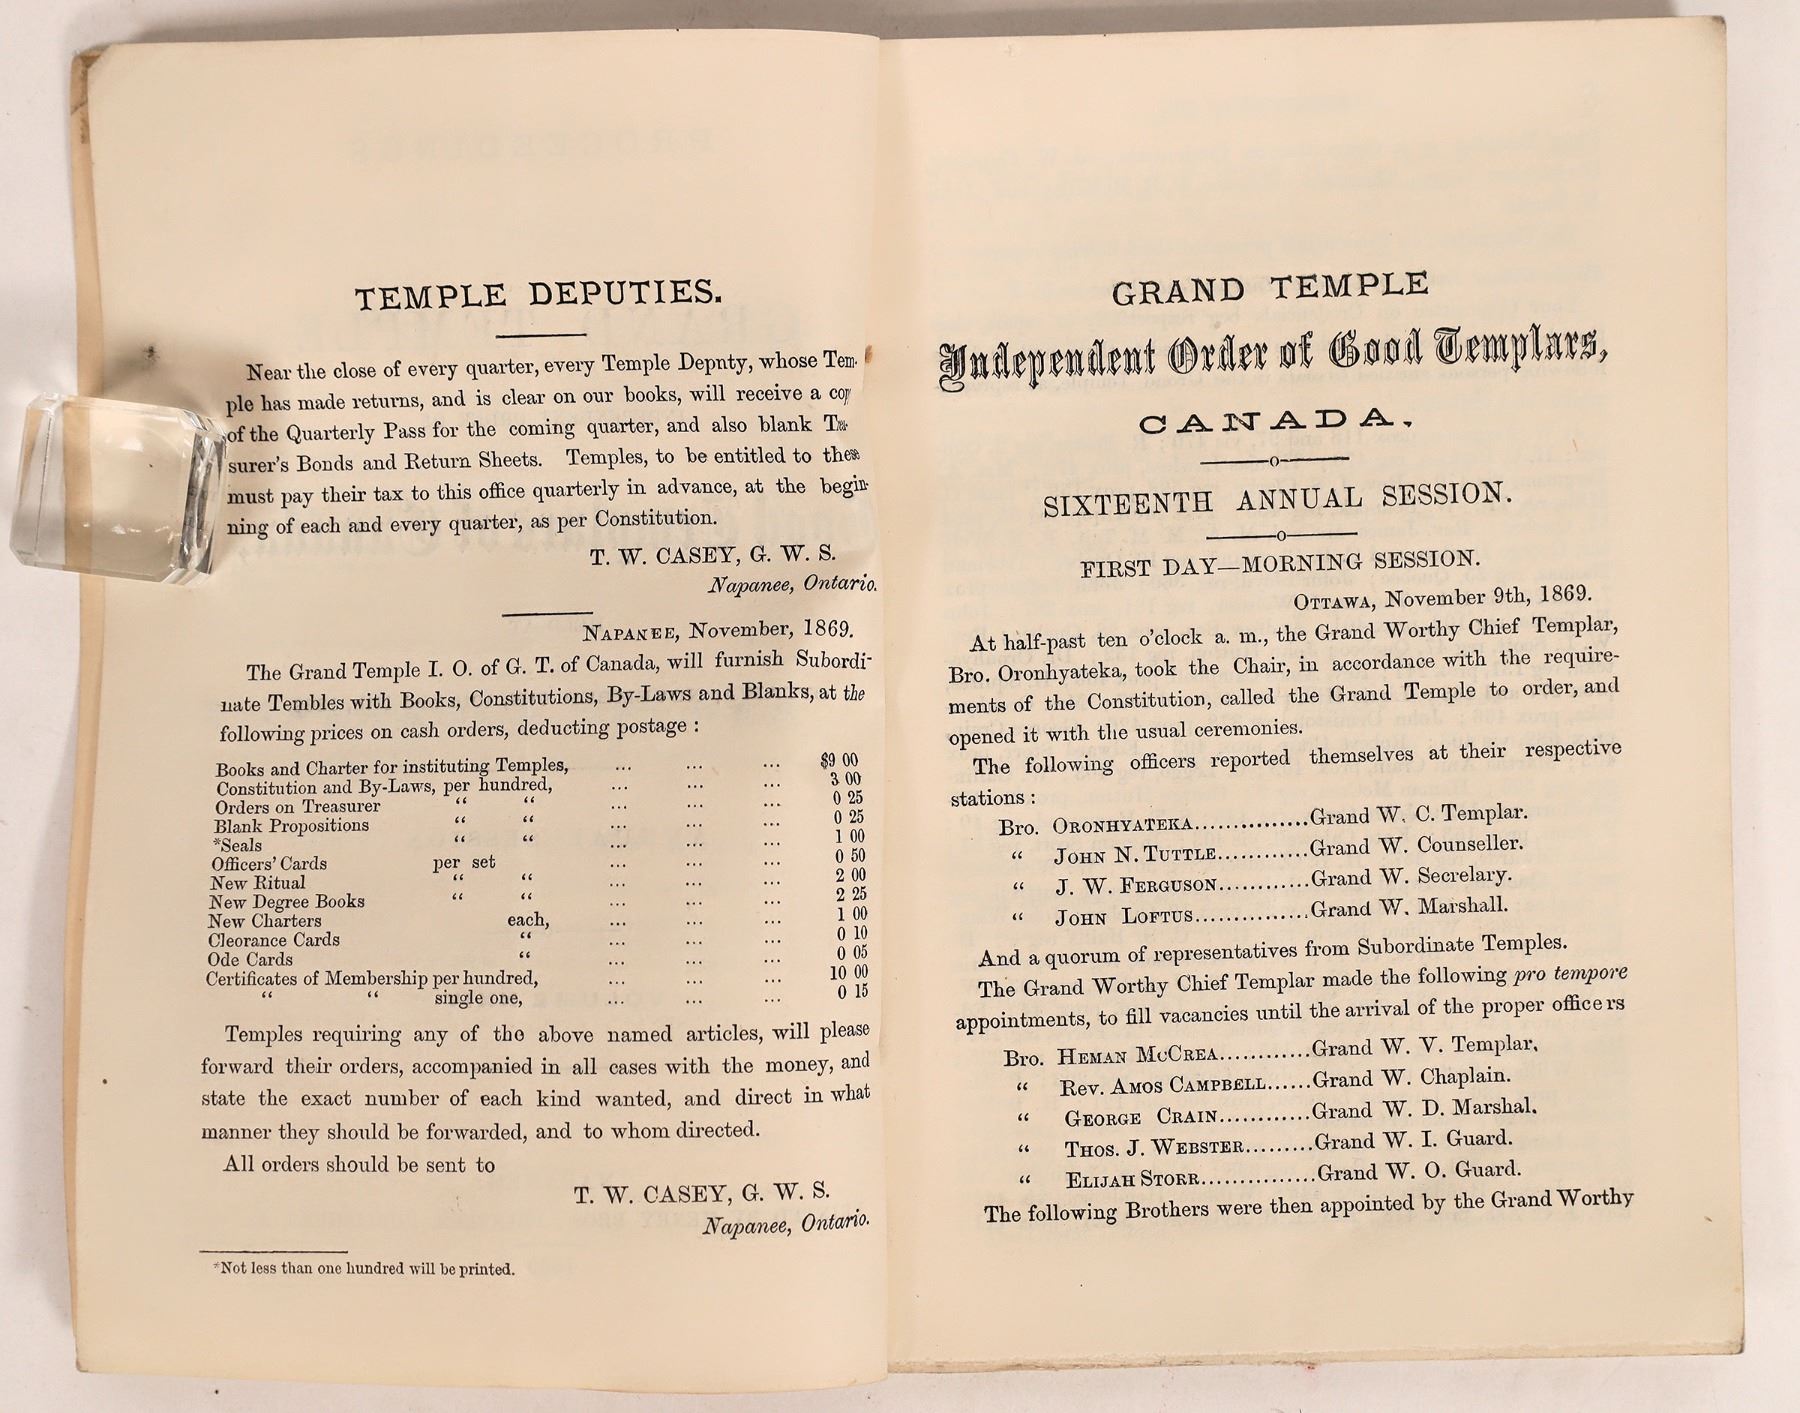 TEMPLE DEPUTIES.
Near the close of every quarter, every Temple Depnty, whose Tem-
ple has made returns, and is clear on our books, will receive a copy
of the Quarterly Pass for the coming quarter, and also blank Trea-
surer's Bonds and Return Sheets. Temples, to be entitled to these
must pay their tax to this office quarterly in advance, at the begin-
ning of each and every quarter, as per Constitution.
T. W. CASEY, G. W. S.
Napanee, Ontario.
NAPANEE, November, 1869.
The Grand Temple I. O. of G. T. of Canada, will furnish Subordi-
nate Tembles with Books, Constitutions, By-Laws and Blanks, at the
following prices on cash orders, deducting postage :
Books and Charter for instituting Temples, ... ... ... $9 00
Constitution and By-Laws, per hundred, ... ... ... 3 00
Orders on Treasurer “ “ ... ... ... 0 25
Blank Propositions “ “ ... ... ... 0 25
*Seals “ “ ... ... ... 1 00
Officers' Cards per set ... ... ... 0 50
New Ritual “ “ ... ... ... 2 00
New Degree Books “ “ ... ... ... 2 25
New Charters each, ... ... ... 1 00
Cleorance Cards “ ... ... ... 0 10
Ode Cards “ ... ... ... 0 05
Certificates of Membership per hundred, ... ... ... 10 00
“ “ single one, ... ... ... 0 15
Temples requiring any of the above named articles, will please
forward their orders, accompanied in all cases with the money, and
state the exact number of each kind wanted, and direct in what
manner they should be forwarded, and to whom directed.
All orders should be sent to
T. W. CASEY, G. W. S.
Napanee, Ontario.
*Not less than one hundred will be printed.
GRAND TEMPLE
Independent Order of Good Templars,
CANADA.
SIXTEENTH ANNUAL SESSION.
FIRST DAY—MORNING SESSION.
OTTAWA, November 9th, 1869.
At half-past ten o'clock a. m., the Grand Worthy Chief Templar,
Bro. Oronhyateka, took the Chair, in accordance with the require-
ments of the Constitution, called the Grand Temple to order, and
opened it with the usual ceremonies.
The following officers reported themselves at their respective
stations :
Bro. ORONHYATEKA..............Grand W. C. Templar.
“ JOHN N. TUTTLE............Grand W. Counseller.
“ J. W. FERGUSON............Grand W. Secrelary.
“ JOHN LOFTUS...............Grand W. Marshall.
And a quorum of representatives from Subordinate Temples.
The Grand Worthy Chief Templar made the following pro tempore
appointments, to fill vacancies until the arrival of the proper officers
Bro. HEMAN McCREA............Grand W. V. Templar.
“ REV. AMOS CAMPBELL......Grand W. Chaplain.
“ GEORGE CRAIN............Grand W. D. Marshal.
“ THOS. J. WEBSTER.........Grand W. I. Guard.
“ ELIJAH STORR...............Grand W. O. Guard.
The following Brothers were then appointed by the Grand Worthy